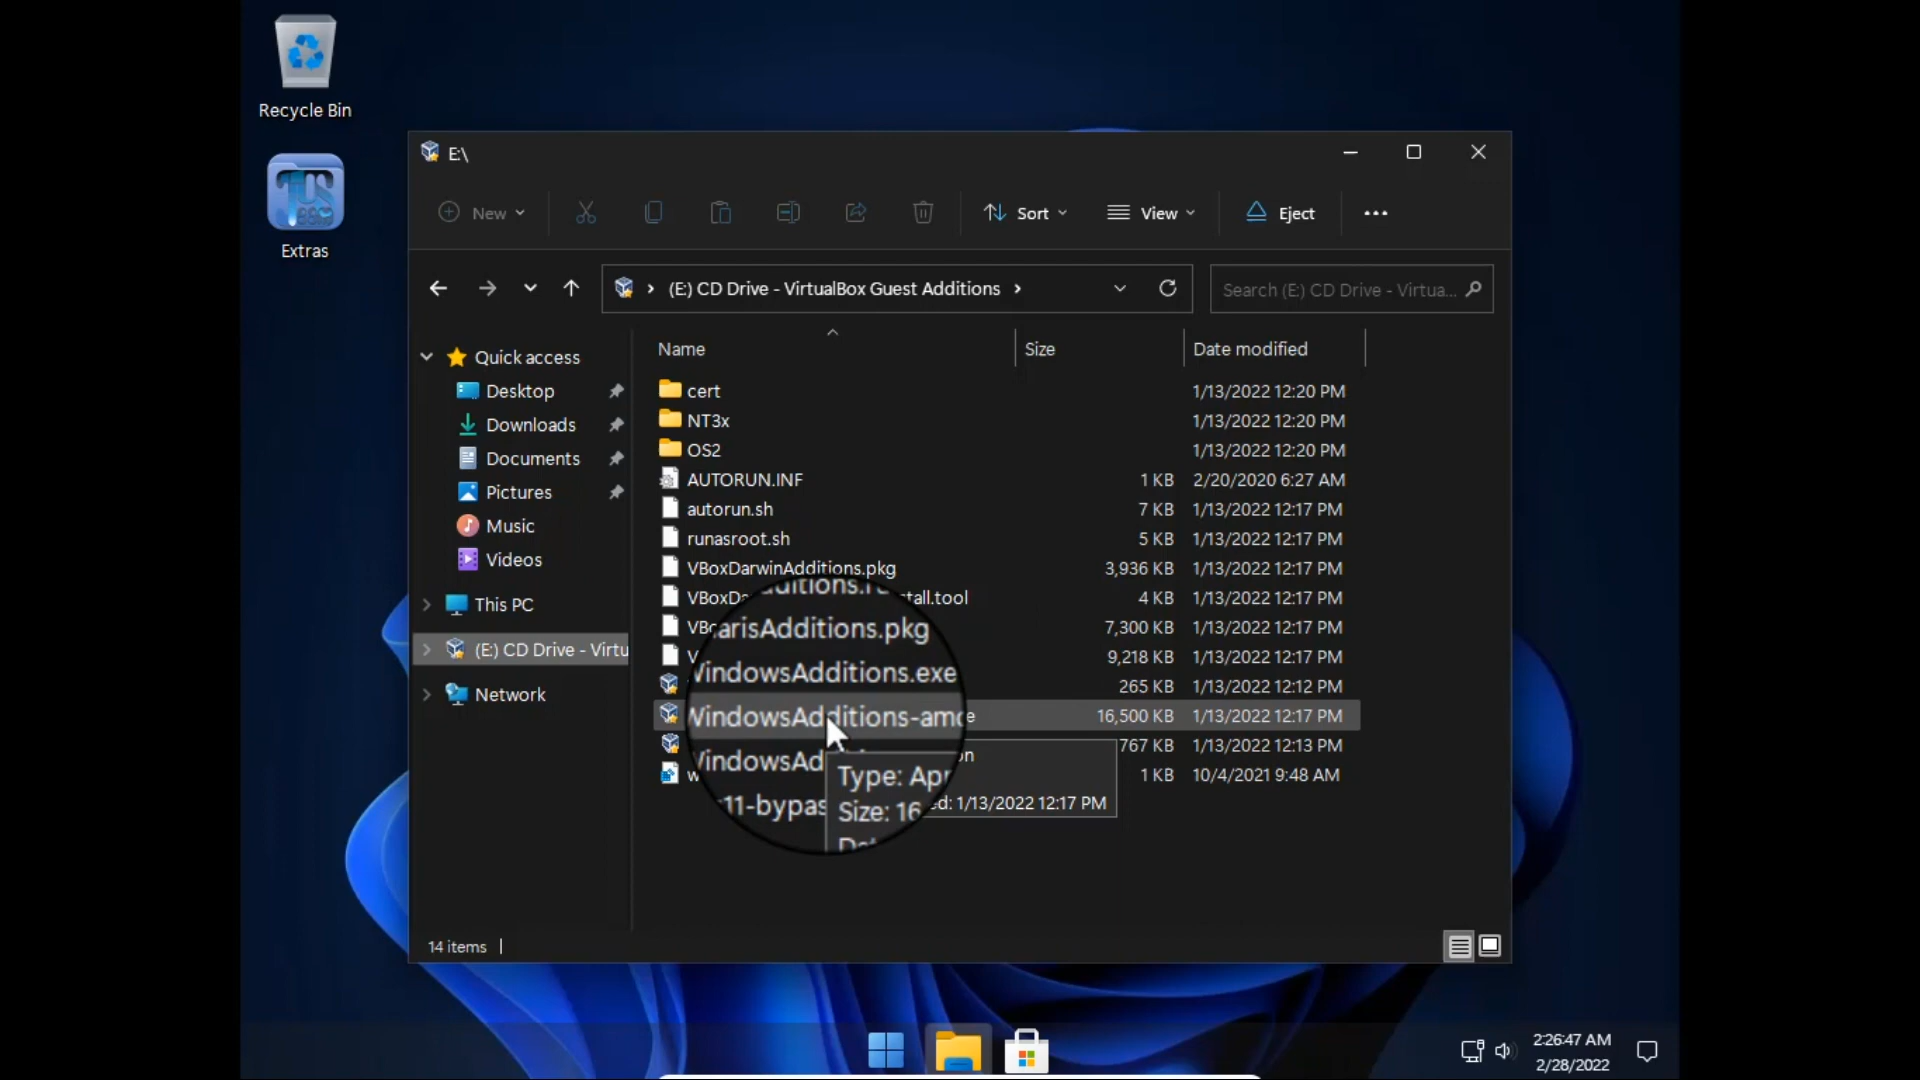 Recycle Bin
Extras
E:\
New
Sort
View
Eject
(E:) CD Drive - VirtualBox Guest Additions
Search (E:) CD Drive - Virtua...
Name
Size
Date modified
Quick access
Desktop
Downloads
Documents
Pictures
Music
Videos
This PC
(E:) CD Drive - Virtu
Network
cert 1/13/2022 12:20 PM
NT3x 1/13/2022 12:20 PM
OS2 1/13/2022 12:20 PM
AUTORUN.INF 1 KB 2/20/2020 6:27 AM
autorun.sh 7 KB 1/13/2022 12:17 PM
runasroot.sh 5 KB 1/13/2022 12:17 PM
VBoxDarwinAdditions.pkg 3,936 KB 1/13/2022 12:17 PM
4 KB 1/13/2022 12:17 PM
arisAdditions.pkg 7,300 KB 1/13/2022 12:17 PM
9,218 KB 1/13/2022 12:17 PM
WindowsAdditions.exe 265 KB 1/13/2022 12:12 PM
WindowsAdditions-am 16,500 KB 1/13/2022 12:17 PM
WindowsAd 767 KB 1/13/2022 12:13 PM
11-bypas 1 KB 10/4/2021 9:48 AM
Type: App
Size: 16
ed: 1/13/2022 12:17 PM
14 items
2:26:47 AM
2/28/2022